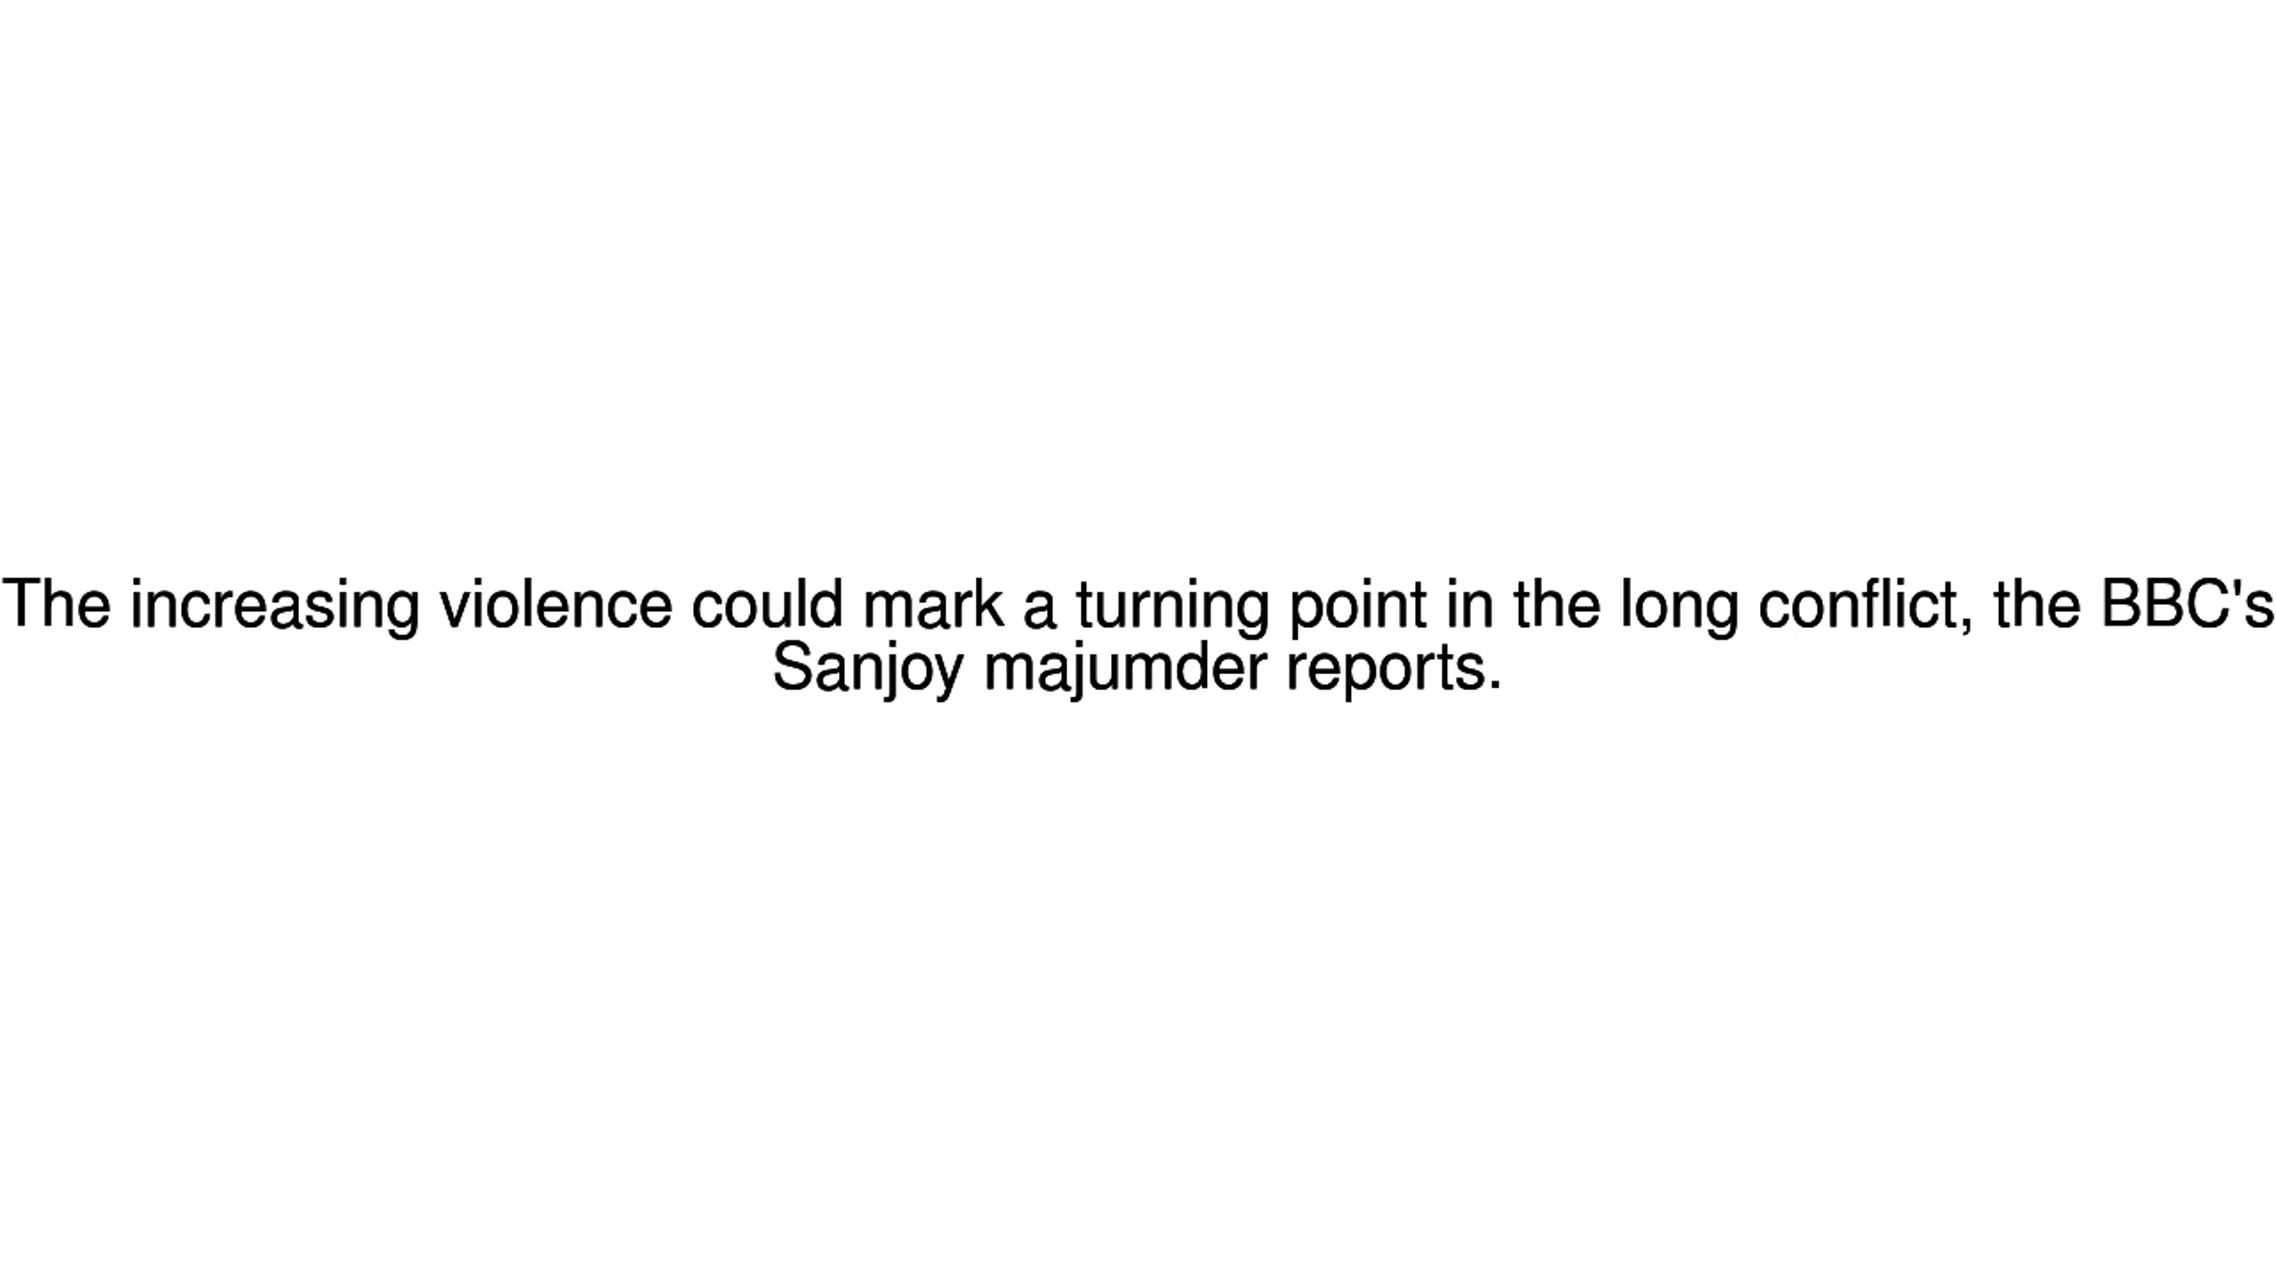 The increasing violence could mark a turning point in the long conflict, the BBC's
Sanjoy majumder reports.